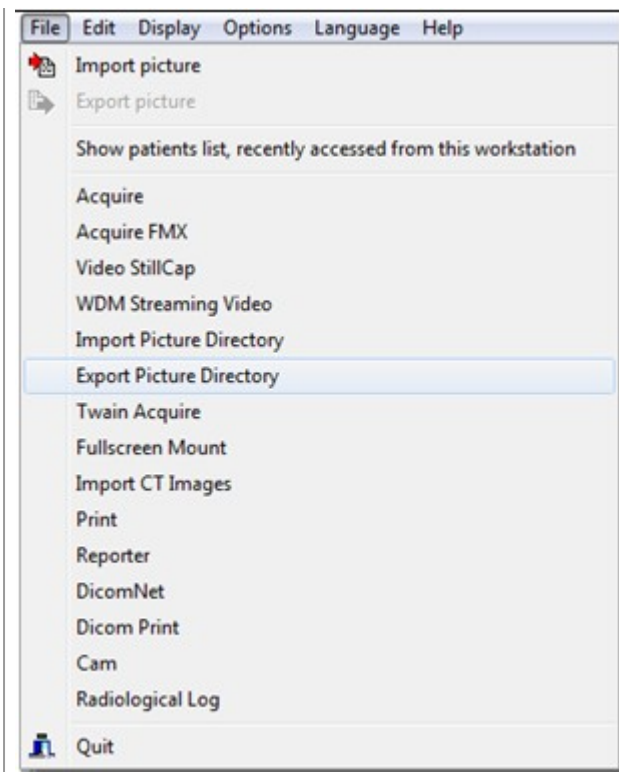 File Edit Display Options Language Help
Import picture
Export picture
Show patients list, recently accessed from this workstation
Acquire
Acquire FMX
Video StillCap
WDM Streaming Video
Import Picture Directory
Export Picture Directory
Twain Acquire
Fullscreen Mount
Import CT Images
Print
Reporter
DicomNet
Dicom Print
Cam
Radiological Log
Quit